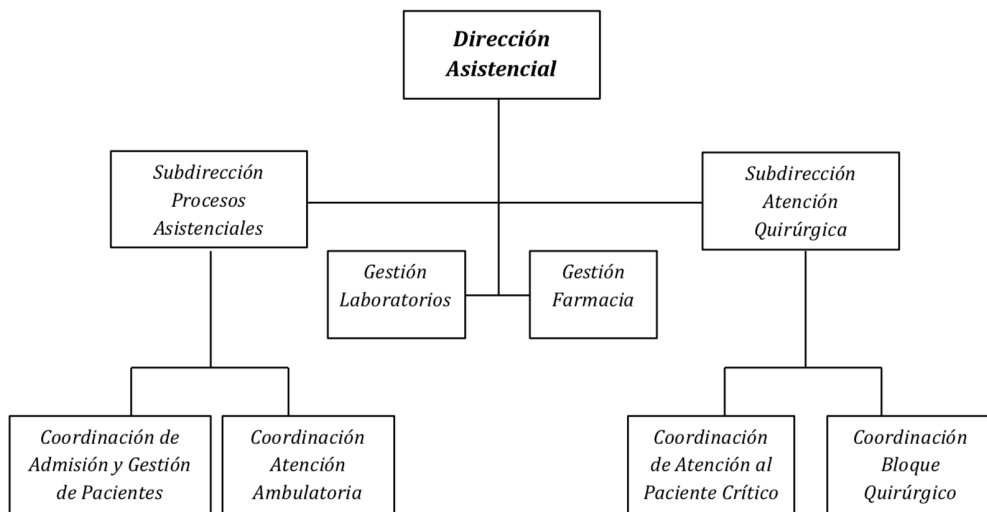 Dirección
Asistencial
Subdirección
Procesos
Asistenciales
Subdirección
Atención
Quirúrgica
Gestión
Laboratorios
Gestión
Farmacia
Coordinación de
Admisión y Gestión
de Pacientes
Coordinación
Atención
Ambulatoria
Coordinación
de Atención al
Paciente Crítico
Coordinación
Bloque
Quirúrgico